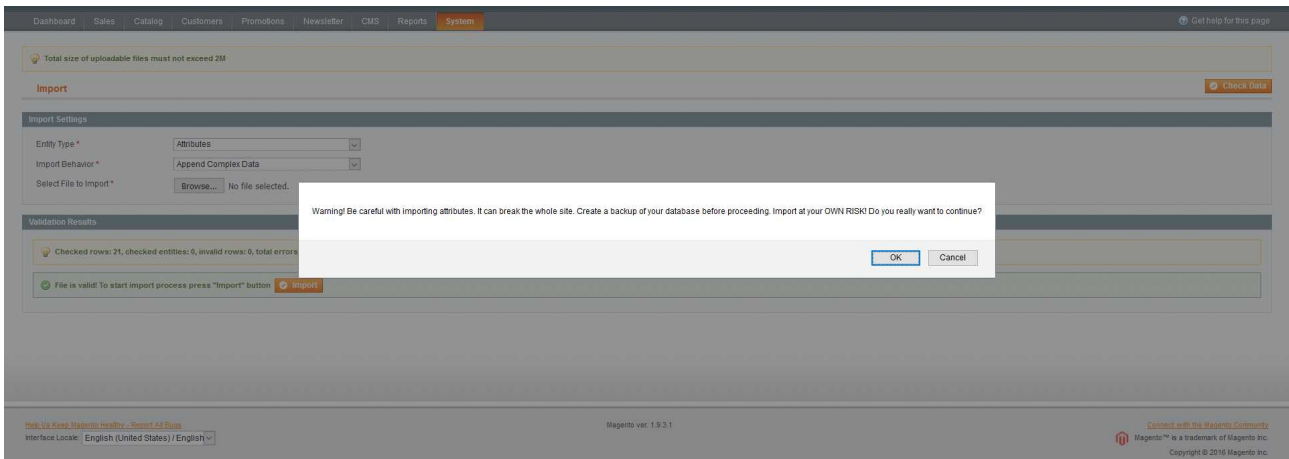 Dashboard Sales Catalog Customers Promotions Newsletter CMS Reports System Get help for this page
Total size of uploadable files must not exceed 2M
Import Check Data
Import Settings
Entity Type * Attributes
Import Behavior * Append Complex Data
Select File to Import * Browse... No file selected.
Warning! Be careful with importing attributes. It can break the whole site. Create a backup of your database before proceeding. Import at your OWN RISK! Do you really want to continue?
Validation Results
Checked rows: 21, checked entities: 0, invalid rows: 0, total errors
OK Cancel
File is valid! To start import process press "Import" button Import
Help Us Keep Magento Healthy - Report All Bugs Magento ver. 1.9.3.1 Connect with the Magento Community
Interface Locale: English (United States) / English Magento™ is a trademark of Magento Inc.
Copyright © 2016 Magento Inc.